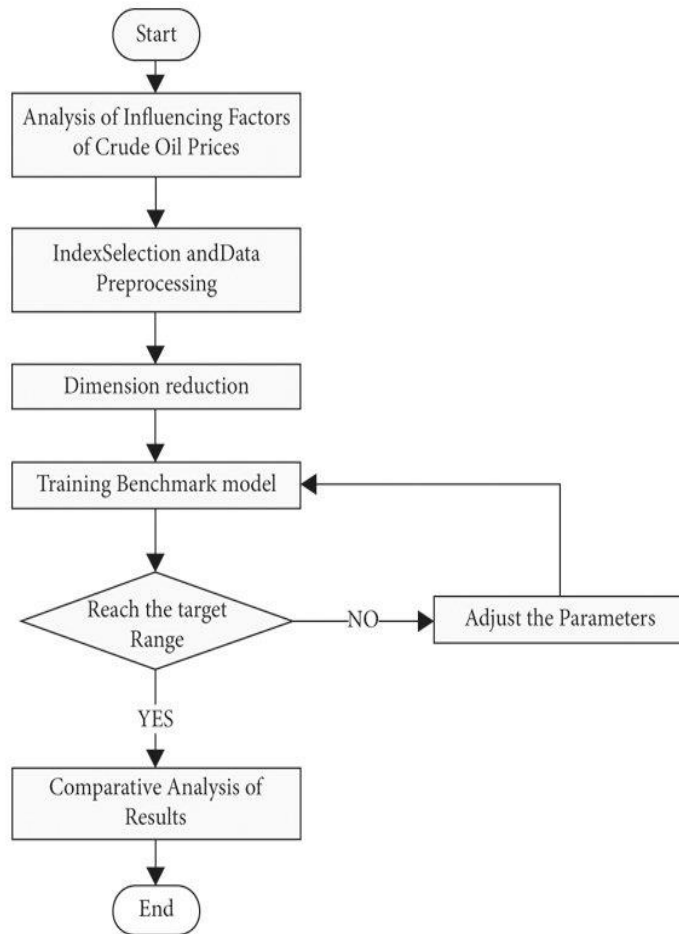 Start
Analysis of Influencing Factors
of Crude Oil Prices
IndexSelection andData
Preprocessing
Dimension reduction
Training Benchmark model
Reach the target
Range
NO
Adjust the Parameters
YES
Comparative Analysis of
Results
End